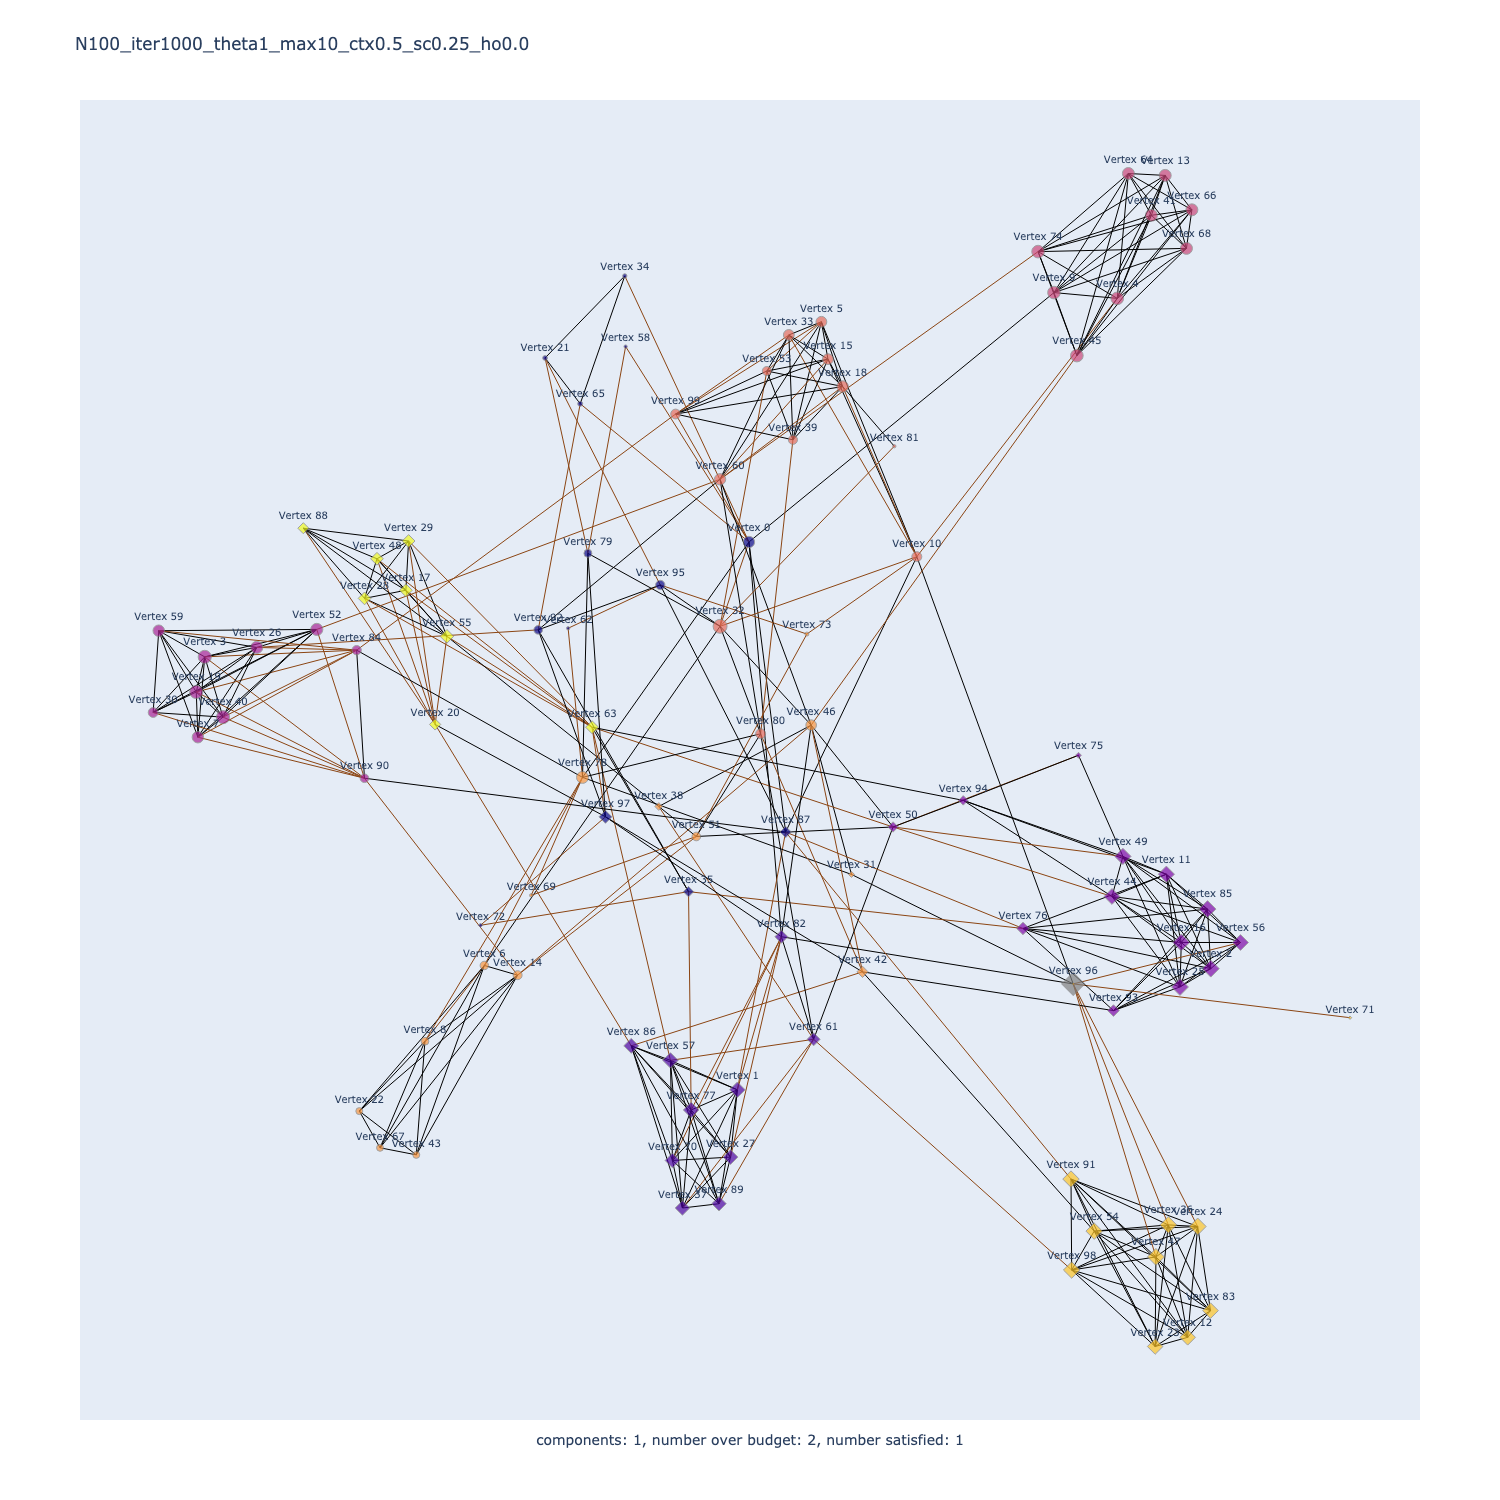 N100_iter1000_theta1_max10_ctx0.5_sc0.25_ho0.0
Vertex 64
Vertex 13
Vertex 66
Vertex 41
Vertex 68
Vertex 74
Vertex 9
Vertex 4
Vertex 45
Vertex 34
Vertex 5
Vertex 33
Vertex 58
Vertex 21
Vertex 15
Vertex 53
Vertex 18
Vertex 65
Vertex 99
Vertex 39
Vertex 81
Vertex 60
Vertex 88
Vertex 29
Vertex 0
Vertex 48
Vertex 79
Vertex 10
Vertex 17
Vertex 95
Vertex 28
Vertex 59
Vertex 52
Vertex 62
Vertex 32
Vertex 73
Vertex 26
Vertex 55
Vertex 3
Vertex 84
Vertex 19
Vertex 30
Vertex 40
Vertex 7
Vertex 20
Vertex 63
Vertex 80
Vertex 46
Vertex 75
Vertex 90
Vertex 78
Vertex 94
Vertex 38
Vertex 97
Vertex 51
Vertex 87
Vertex 50
Vertex 49
Vertex 11
Vertex 31
Vertex 35
Vertex 44
Vertex 69
Vertex 85
Vertex 72
Vertex 82
Vertex 76
Vertex 16
Vertex 56
Vertex 6
Vertex 14
Vertex 42
Vertex 2
Vertex 25
Vertex 96
Vertex 93
Vertex 71
Vertex 8
Vertex 86
Vertex 61
Vertex 57
Vertex 1
Vertex 22
Vertex 77
Vertex 67
Vertex 43
Vertex 70
Vertex 27
Vertex 91
Vertex 37
Vertex 89
Vertex 54
Vertex 36
Vertex 24
Vertex 47
Vertex 98
Vertex 83
Vertex 12
components: 1, number over budget: 2, number satisfied: 1